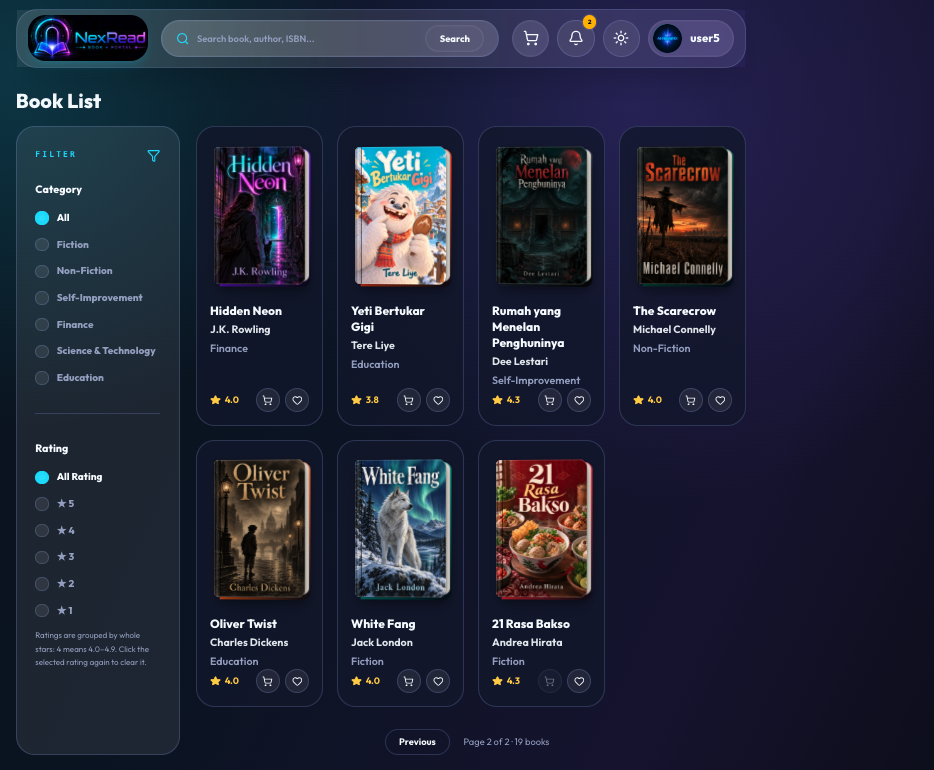 NexRead
BOOK • PORTAL
Search book, author, ISBN...
Search
2
user5
Book List
FILTER
Category
All
Fiction
Non-Fiction
Self-Improvement
Finance
Science & Technology
Education
Rating
All Rating
★ 5
★ 4
★ 3
★ 2
★ 1
Ratings are grouped by whole
stars: 4 means 4.0–4.9. Click the
selected rating again to clear it.
Hidden
Neon
J.K. Rowling
Hidden Neon
J.K. Rowling
Finance
4.0
Yeti
Bertukar Gigi
Tere Liye
Yeti Bertukar
Gigi
Tere Liye
Education
3.8
Rumah yang
Menelan
Penghuninya
Dee Lestari
Rumah yang
Menelan
Penghuninya
Dee Lestari
Self-Improvement
4.3
The
Scarecrow
Michael Connelly
The Scarecrow
Michael Connelly
Non-Fiction
4.0
Oliver
Twist
Charles Dickens
Oliver Twist
Charles Dickens
Education
4.0
White Fang
Jack London
White Fang
Jack London
Fiction
4.0
21
Rasa
Bakso
Andrea Hirata
21 Rasa Bakso
Andrea Hirata
Fiction
4.3
Previous
Page 2 of 2 · 19 books